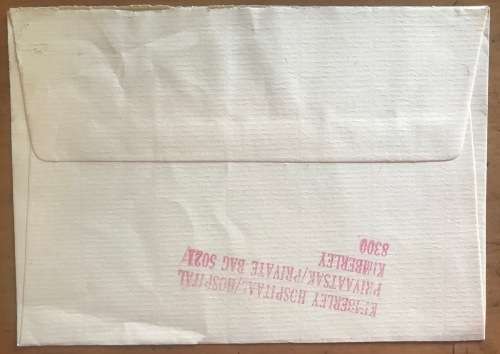 KIMBERLEY HOSPITAAL/HOSPITAL
PRIVAATSAK/PRIVATE BAG 5021
KIMBERLEY
8300